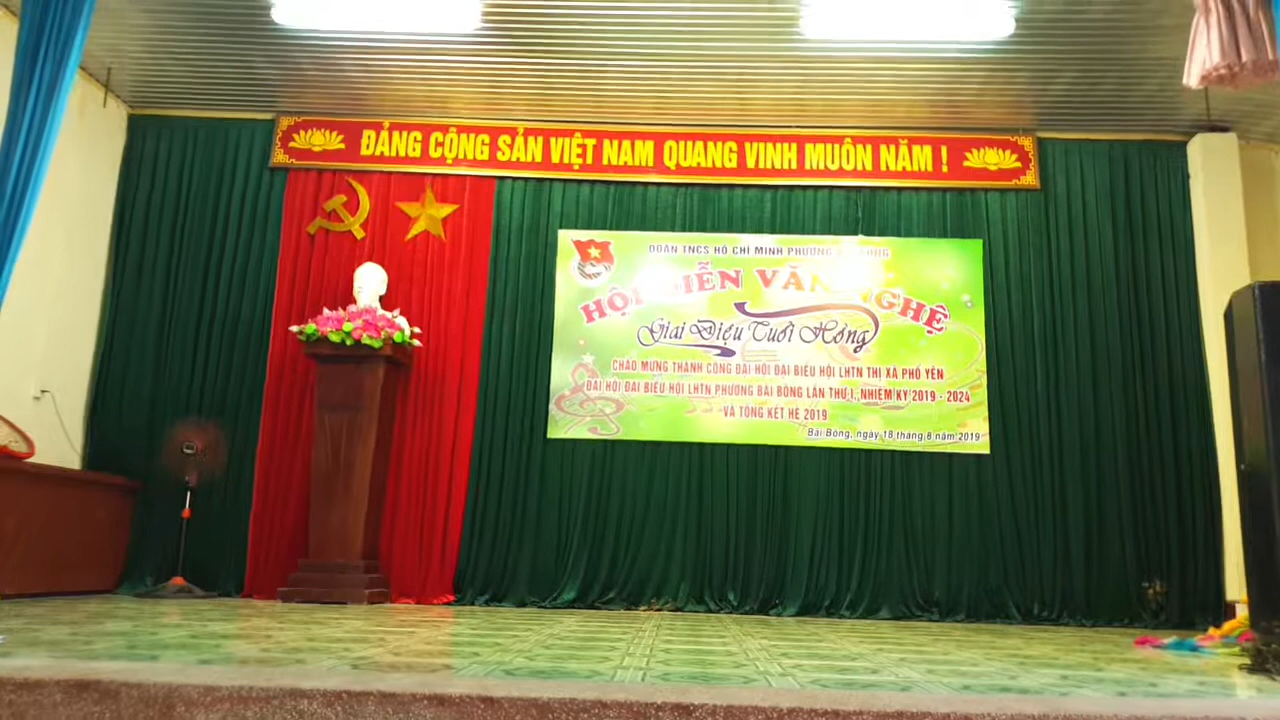 ĐẢNG CỘNG SẢN VIỆT NAM QUANG VINH MUÔN NĂM !
ĐOÀN TNCS HỒ CHÍ MINH PHƯỜNG
HỘI DIỄN VĂN NGHỆ
Giai Điệu Tuổi Hồng
CHÀO MỪNG THÀNH CÔNG ĐẠI HỘI ĐẠI BIỂU HỘI LHTN THỊ XÃ PHỔ YÊN
ĐẠI HỘI ĐẠI BIỂU HỘI LHTN PHƯỜNG BÃI BÔNG LẦN THỨ I, NHIỆM KỲ 2019 - 2024
VÀ TỔNG KẾT HÈ 2019
Bãi Bông, ngày 18 tháng 8 năm 2019